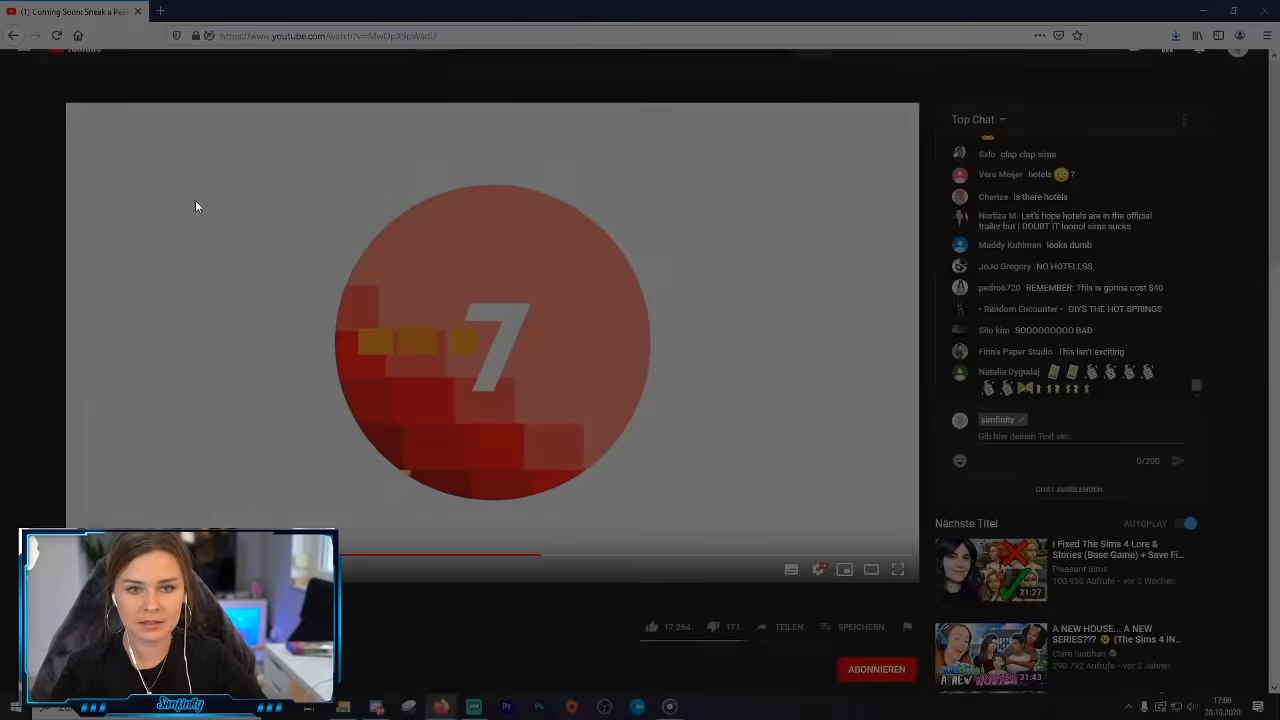 (1) Coming Soon: Sneak a Pee
https://www.youtube.com/watch?v=MwOpX9pWsdU
7
Top Chat
Sxlo clap clap sims
Vera Meijer hotels ?
Cherise is there hotels
Norliza M Let's hope hotels are in the official
trailer but I DOUBT IT looool sims sucks
Maddy Kuhlman looks dumb
JoJo Gregory NO HOTELLSS
pedro6720 REMEMBER: This is gonna cost $40
- Random Encounter - GIYS THE HOT SPRINGS
Silo kim SOOOOOOOOO BAD
Finn's Paper Studio This isn't exciting
Natalia Dygudaj
simfinity
Gib hier deinen Text ein...
0/200
CHAT AUSBLENDEN
Nächste Titel
AUTOPLAY
i Fixed The Sims 4 Lore &
Stories (Base Game) + Save Fi...
Pleasant Sims
100.950 Aufrufe • vor 3 Wochen
21:27
A NEW HOUSE... A NEW
SERIES??? (The Sims 4 IN...
Clare Siobhan
290.792 Aufrufe • vor 2 Jahren
31:43
17.264
171
TEILEN
SPEICHERN
ABONNIEREN
Simfinity
Pr
Ps
17:06
20.10.2020